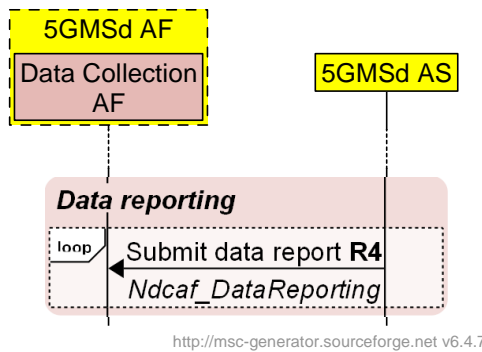 5GMSd AF
Data Collection
AF
5GMSd AS
Data reporting
loop
Submit data report R4
Ndcaf_DataReporting
http://msc-generator.sourceforge.net v6.4.7